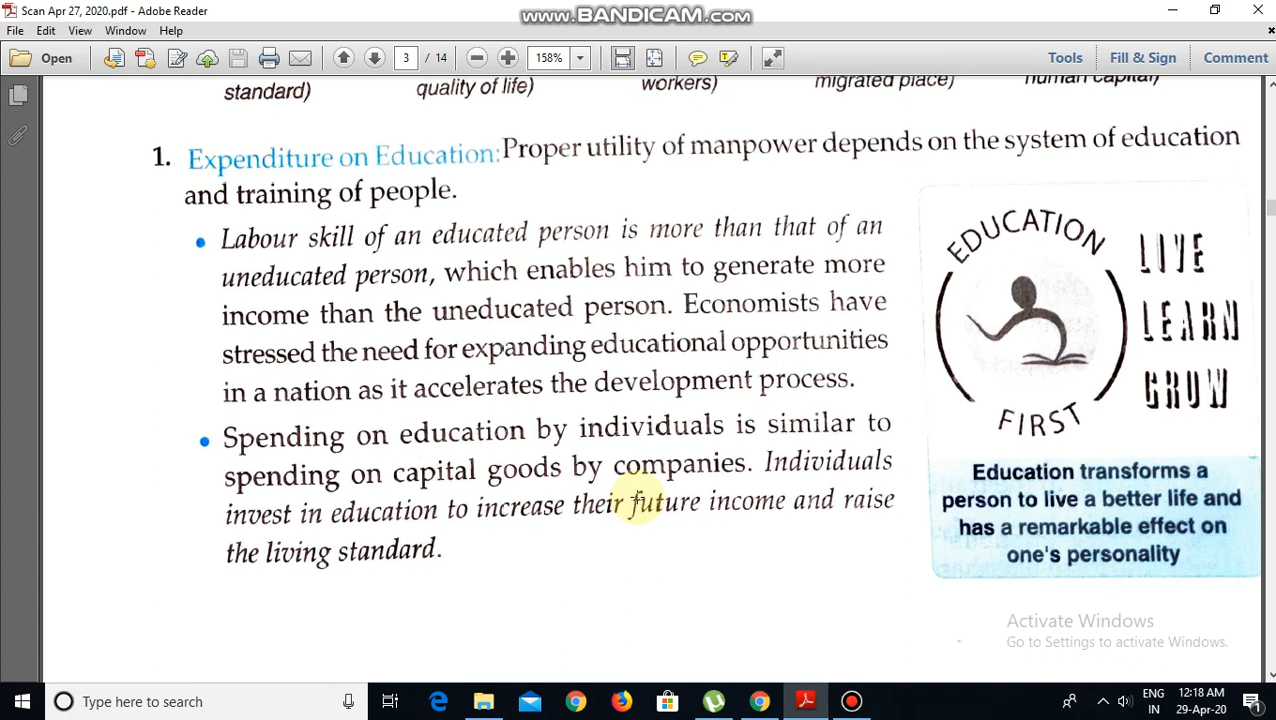 Scan Apr 27, 2020.pdf - Adobe Reader
www.BANDICAM.com
File Edit View Window Help
Open 3 / 14 158% Tools Fill & Sign Comment
standard) quality of life) workers) migrated place) human capital)
1. Expenditure on Education: Proper utility of manpower depends on the system of education
and training of people.
• Labour skill of an educated person is more than that of an
uneducated person, which enables him to generate more
income than the uneducated person. Economists have
stressed the need for expanding educational opportunities
in a nation as it accelerates the development process.
• Spending on education by individuals is similar to
spending on capital goods by companies. Individuals
invest in education to increase their future income and raise
the living standard.
EDUCATION
FIRST
LIVE
LEARN
GROW
Education transforms a
person to live a better life and
has a remarkable effect on
one's personality
Activate Windows
Go to Settings to activate Windows.
Type here to search
ENG
IN
12:18 AM
29-Apr-20
1